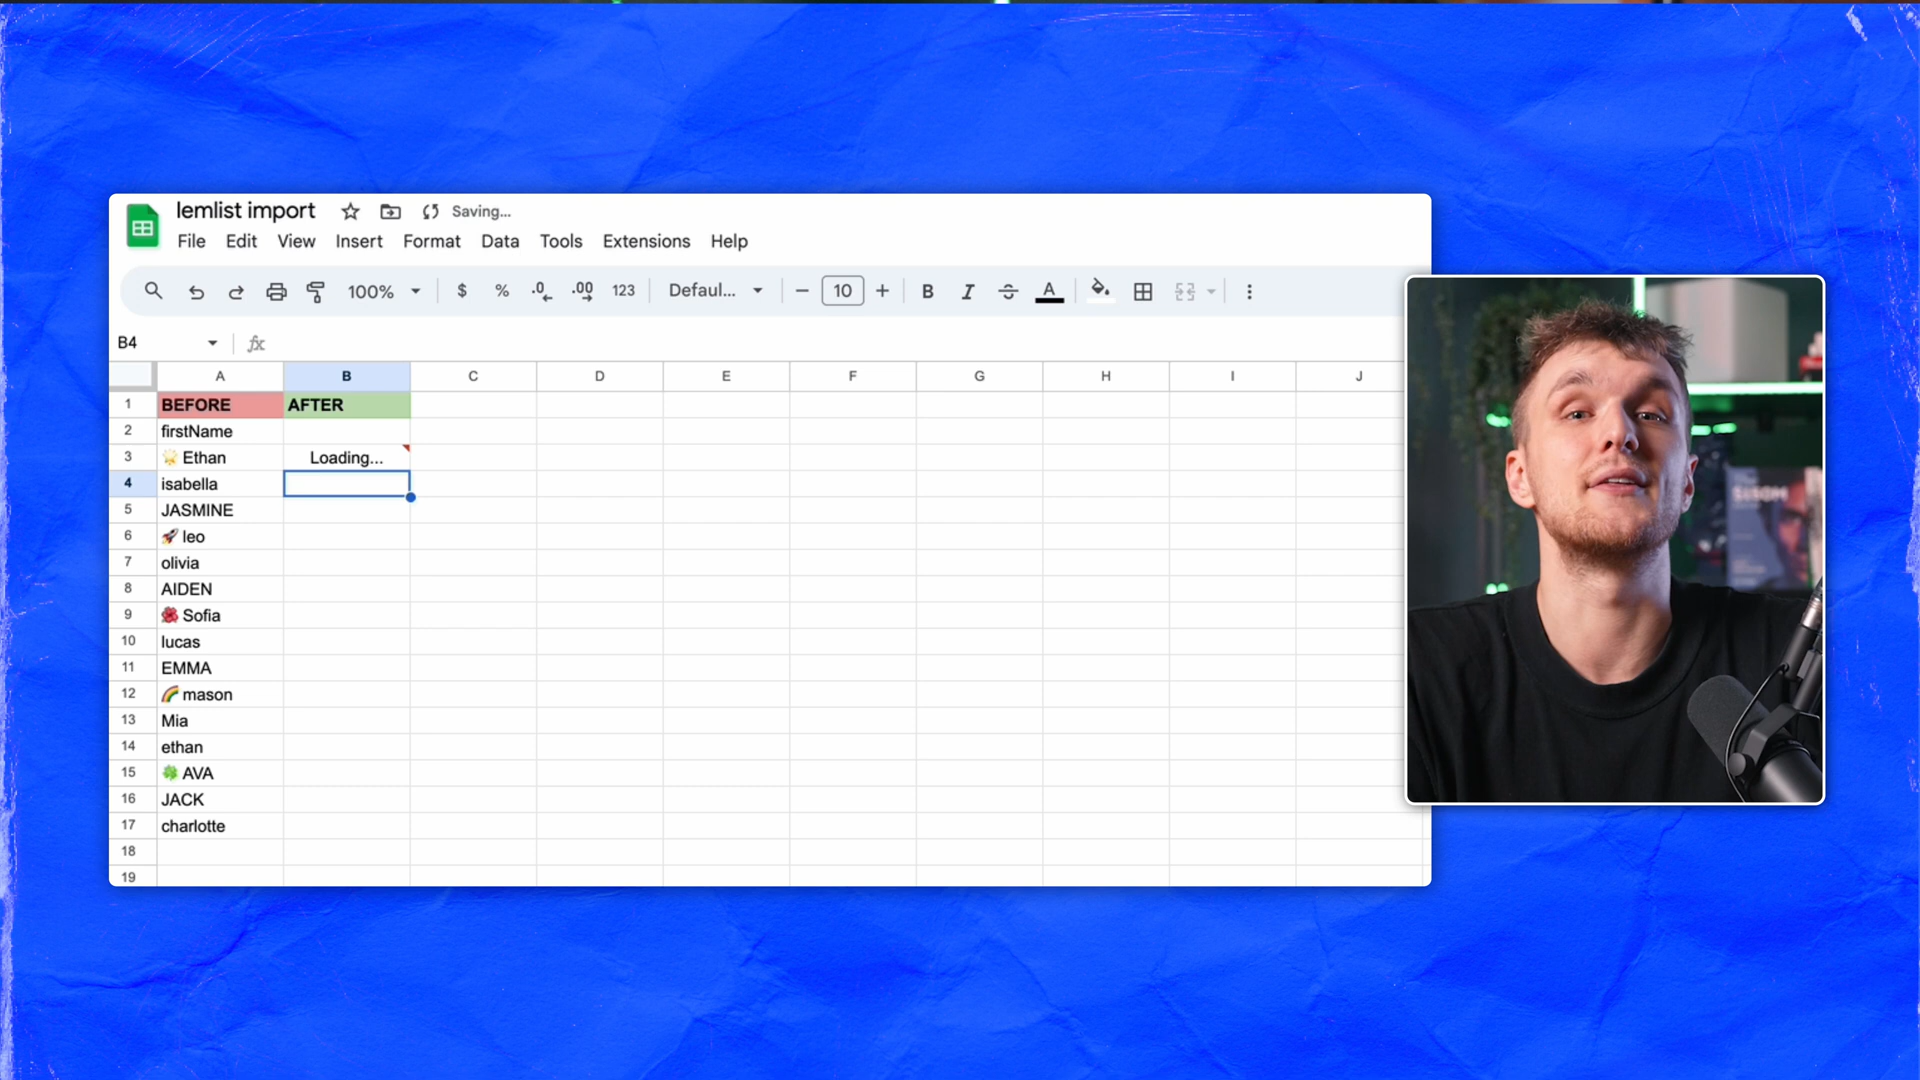 lemlist import Saving...
File Edit View Insert Format Data Tools Extensions Help
100% $ % .0 .00 123 Defaul... 10 B I A
B4 fx
A B C D E F G H I J
1 BEFORE AFTER
2 firstName
3 🌟 Ethan Loading...
4 isabella
5 JASMINE
6 🚀 leo
7 olivia
8 AIDEN
9 🌺 Sofia
10 lucas
11 EMMA
12 🌈 mason
13 Mia
14 ethan
15 🍀 AVA
16 JACK
17 charlotte
18
19